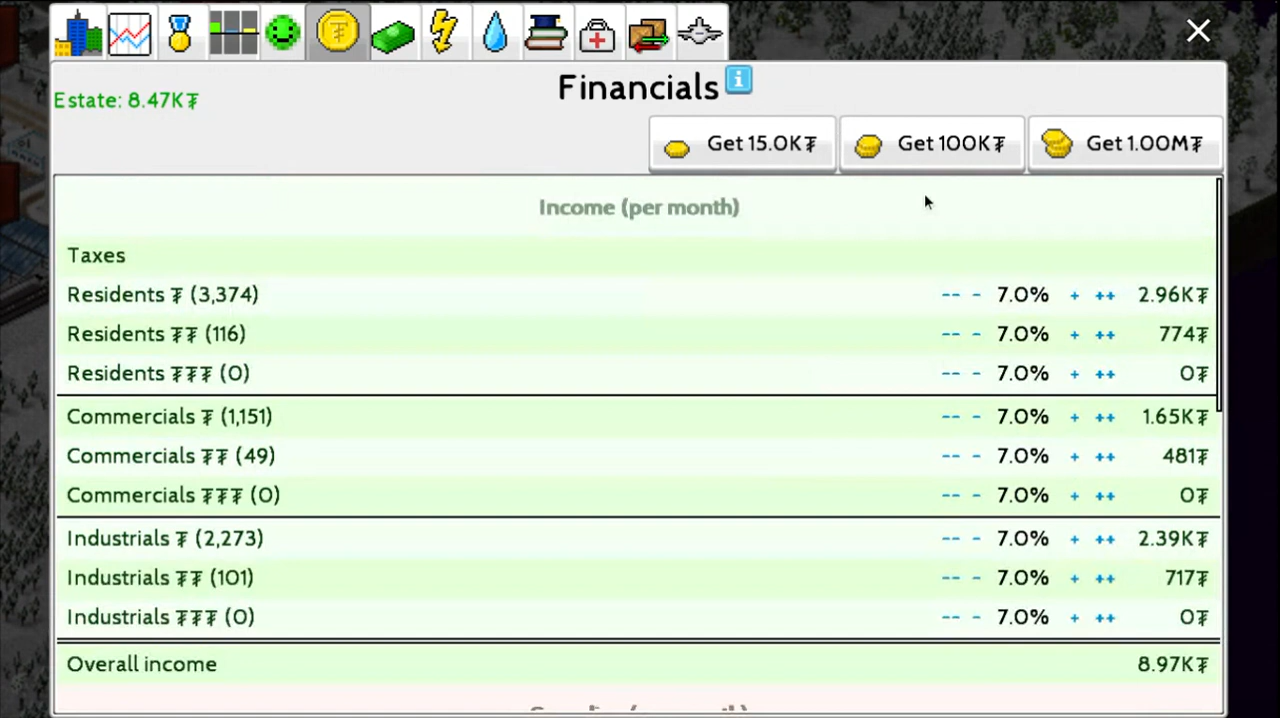 Financials
Estate: 8.47K₮
Get 15.0K₮ Get 100K₮ Get 1.00M₮
Income (per month)
Taxes
Residents ₮ (3,374) -- - 7.0% + ++ 2.96K₮
Residents ₮₮ (116) -- - 7.0% + ++ 774₮
Residents ₮₮₮ (0) -- - 7.0% + ++ 0₮
Commercials ₮ (1,151) -- - 7.0% + ++ 1.65K₮
Commercials ₮₮ (49) -- - 7.0% + ++ 481₮
Commercials ₮₮₮ (0) -- - 7.0% + ++ 0₮
Industrials ₮ (2,273) -- - 7.0% + ++ 2.39K₮
Industrials ₮₮ (101) -- - 7.0% + ++ 717₮
Industrials ₮₮₮ (0) -- - 7.0% + ++ 0₮
Overall income 8.97K₮